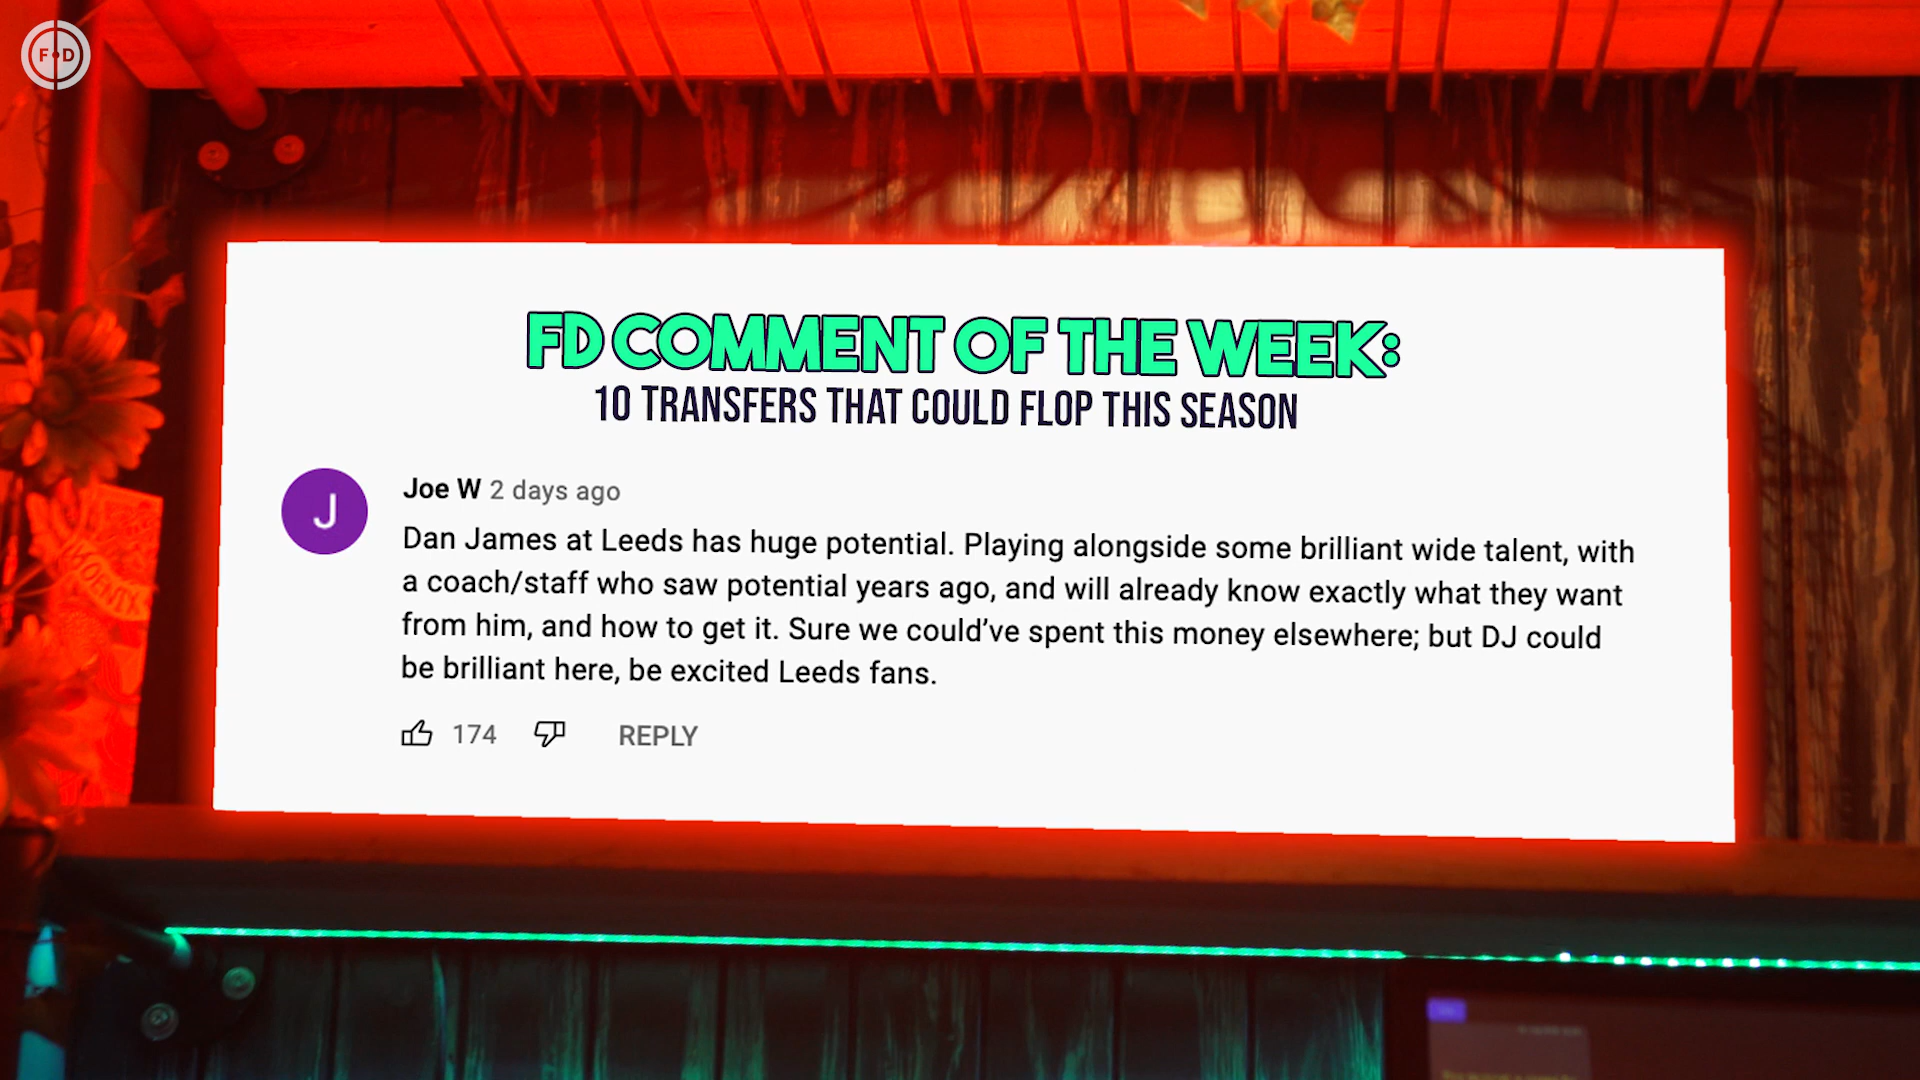 F D
FD COMMENT OF THE WEEK:
10 TRANSFERS THAT COULD FLOP THIS SEASON
J
Joe W 2 days ago
Dan James at Leeds has huge potential. Playing alongside some brilliant wide talent, with
a coach/staff who saw potential years ago, and will already know exactly what they want
from him, and how to get it. Sure we could’ve spent this money elsewhere; but DJ could
be brilliant here, be excited Leeds fans.
174 REPLY